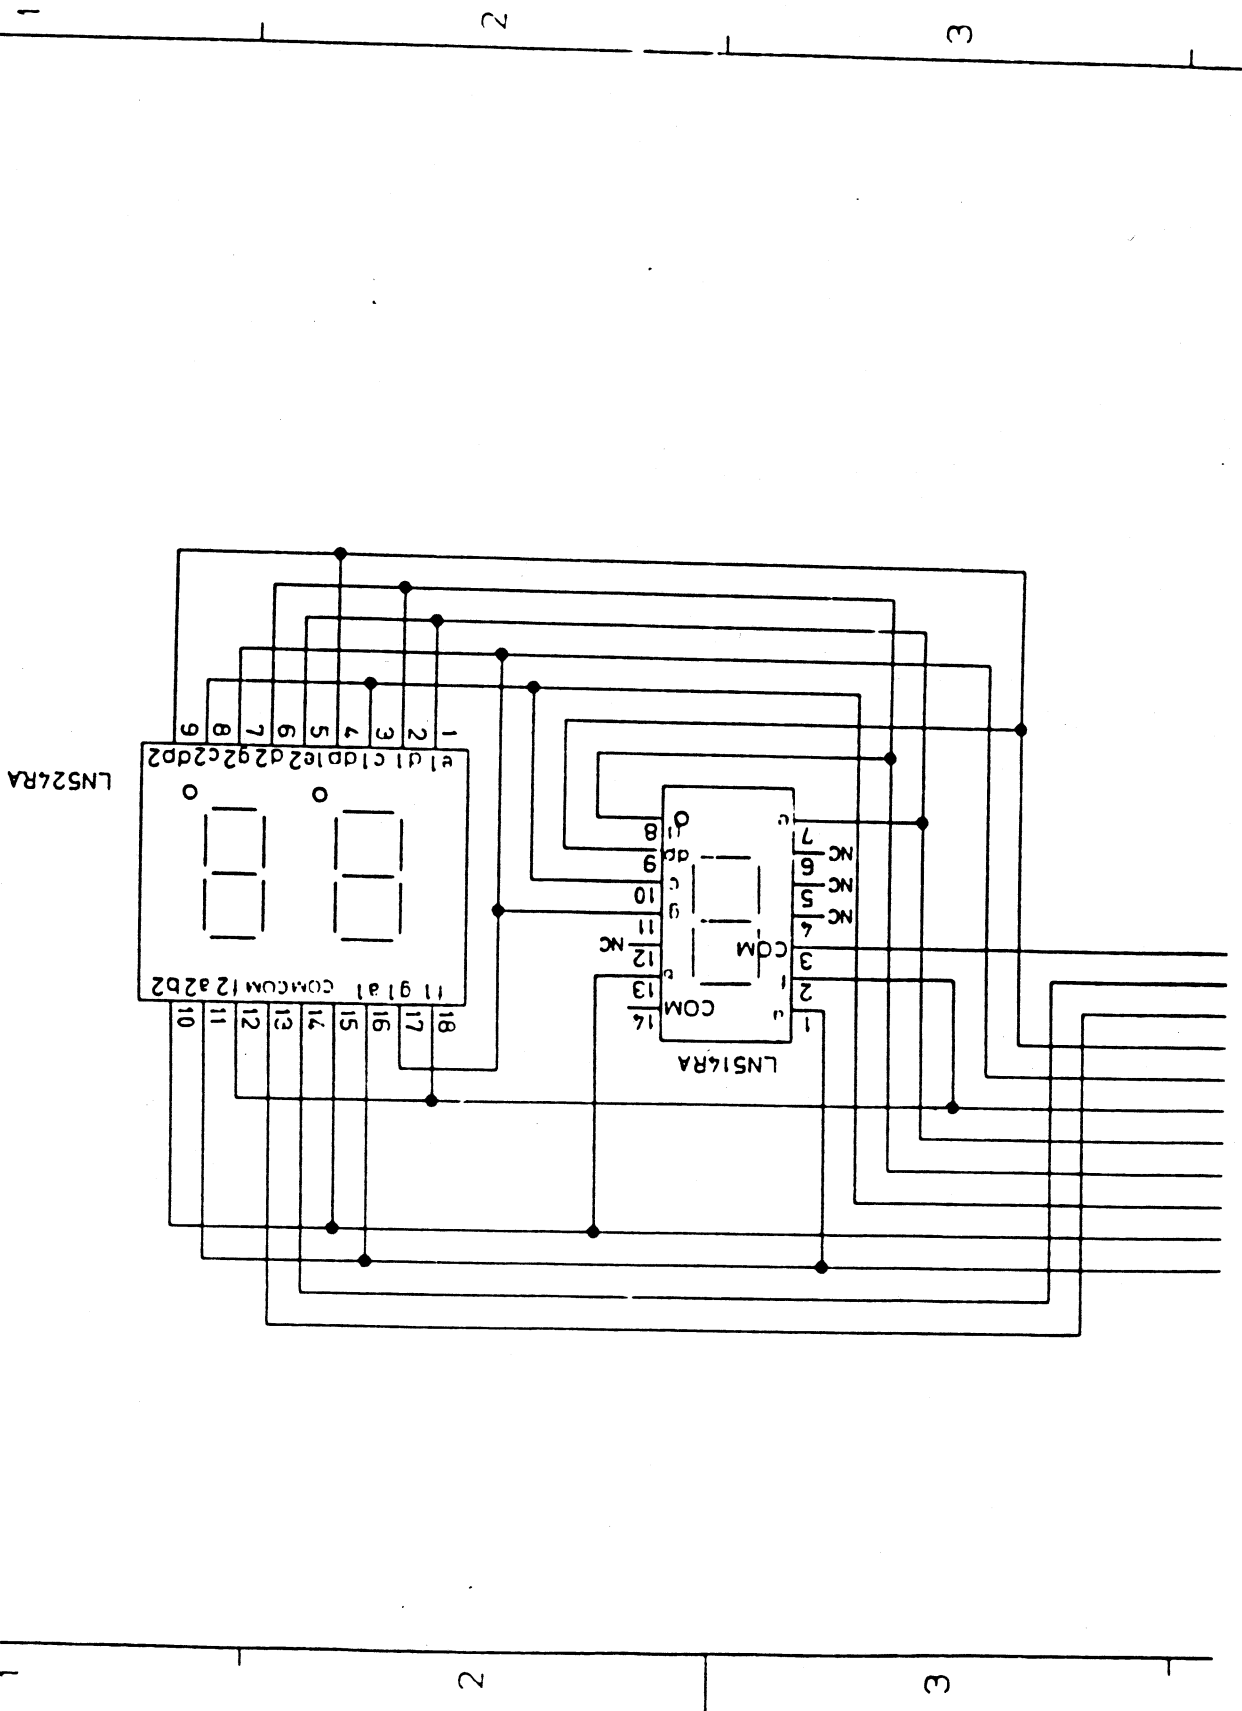 1 2 3
LN524RA
9 8 7 6 5 4 3 2 1
dp2 c2 g2 d2 e2 dp1 c1 d1 e1
b2 a2 f2 COM COM a1 g1 f1
10 11 12 13 14 15 16 17 18
LN514RA
8
9 dp
10 c
11 g
12 NC
13
14 COM
7
6 NC
5 NC
4 NC
3 COM
2 f
1
1 2 3